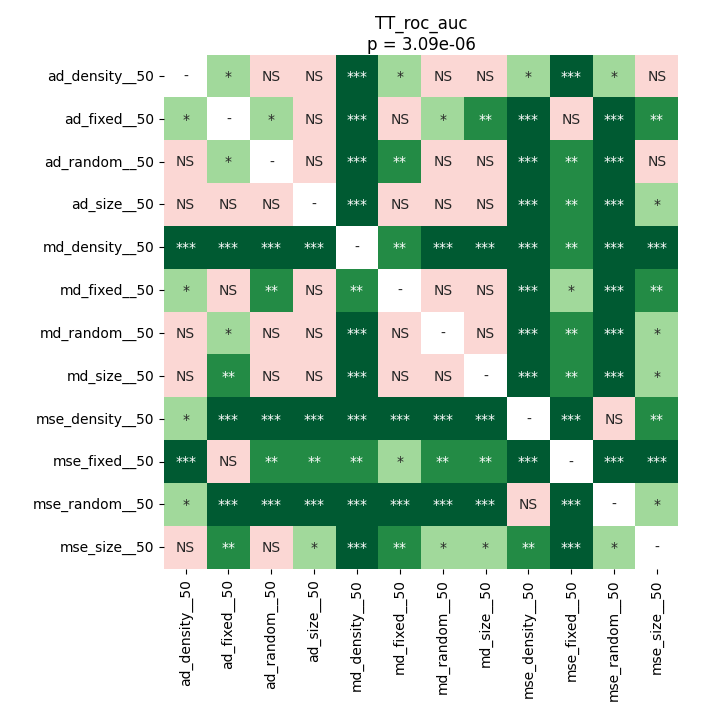 TT_roc_auc
p = 3.09e-06
ad_density__50 - * NS NS *** * NS NS * *** * NS
ad_fixed__50 * - * NS *** NS * ** *** NS *** **
ad_random__50 NS * - NS *** ** NS NS *** ** *** NS
ad_size__50 NS NS NS - *** NS NS NS *** ** *** *
md_density__50 *** *** *** *** - ** *** *** *** ** *** ***
md_fixed__50 * NS ** NS ** - NS NS *** * *** **
md_random__50 NS * NS NS *** NS - NS *** ** *** *
md_size__50 NS ** NS NS *** NS NS - *** ** *** *
mse_density__50 * *** *** *** *** *** *** *** - *** NS **
mse_fixed__50 *** NS ** ** ** * ** ** *** - *** ***
mse_random__50 * *** *** *** *** *** *** *** NS *** - *
mse_size__50 NS ** NS * *** ** * * ** *** * -
ad_density__50
ad_fixed__50
ad_random__50
ad_size__50
md_density__50
md_fixed__50
md_random__50
md_size__50
mse_density__50
mse_fixed__50
mse_random__50
mse_size__50